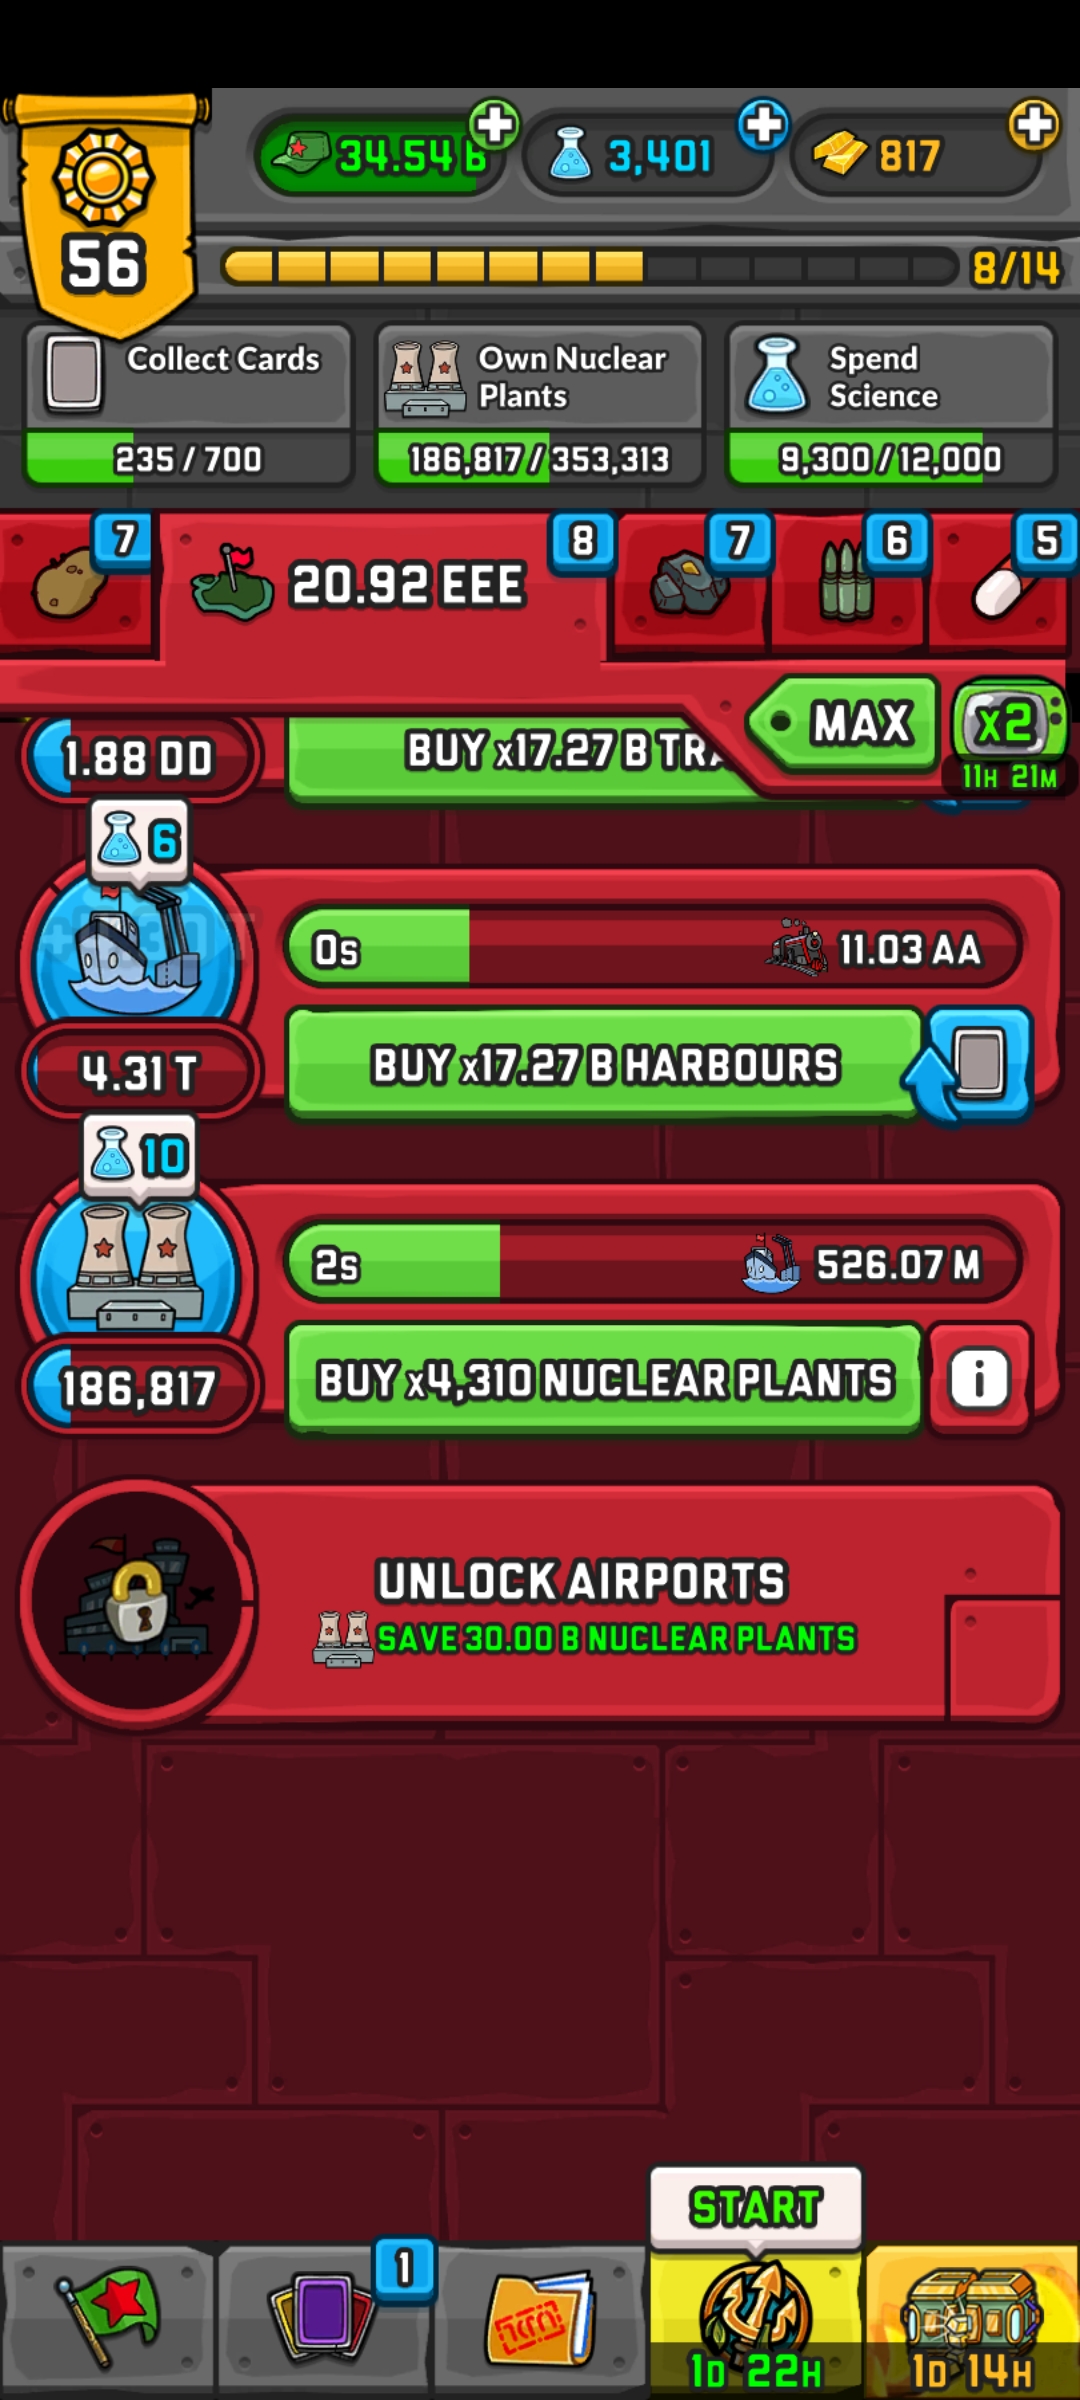 34.54 B
3,401
817
56
8/14
Collect Cards
235 / 700
Own Nuclear
Plants
186,817 / 353,313
Spend
Science
9,300 / 12,000
7
20.92 EEE
8
7
6
5
MAX
x2
11H 21M
1.88 DD
BUY x17.27 B TRA
6
0s
11.03 AA
4.31 T
BUY x17.27 B HARBOURS
10
2s
526.07 M
186,817
BUY x4,310 NUCLEAR PLANTS
i
UNLOCK AIRPORTS
SAVE 30.00 B NUCLEAR PLANTS
START
1
1D 22H
1D 14H